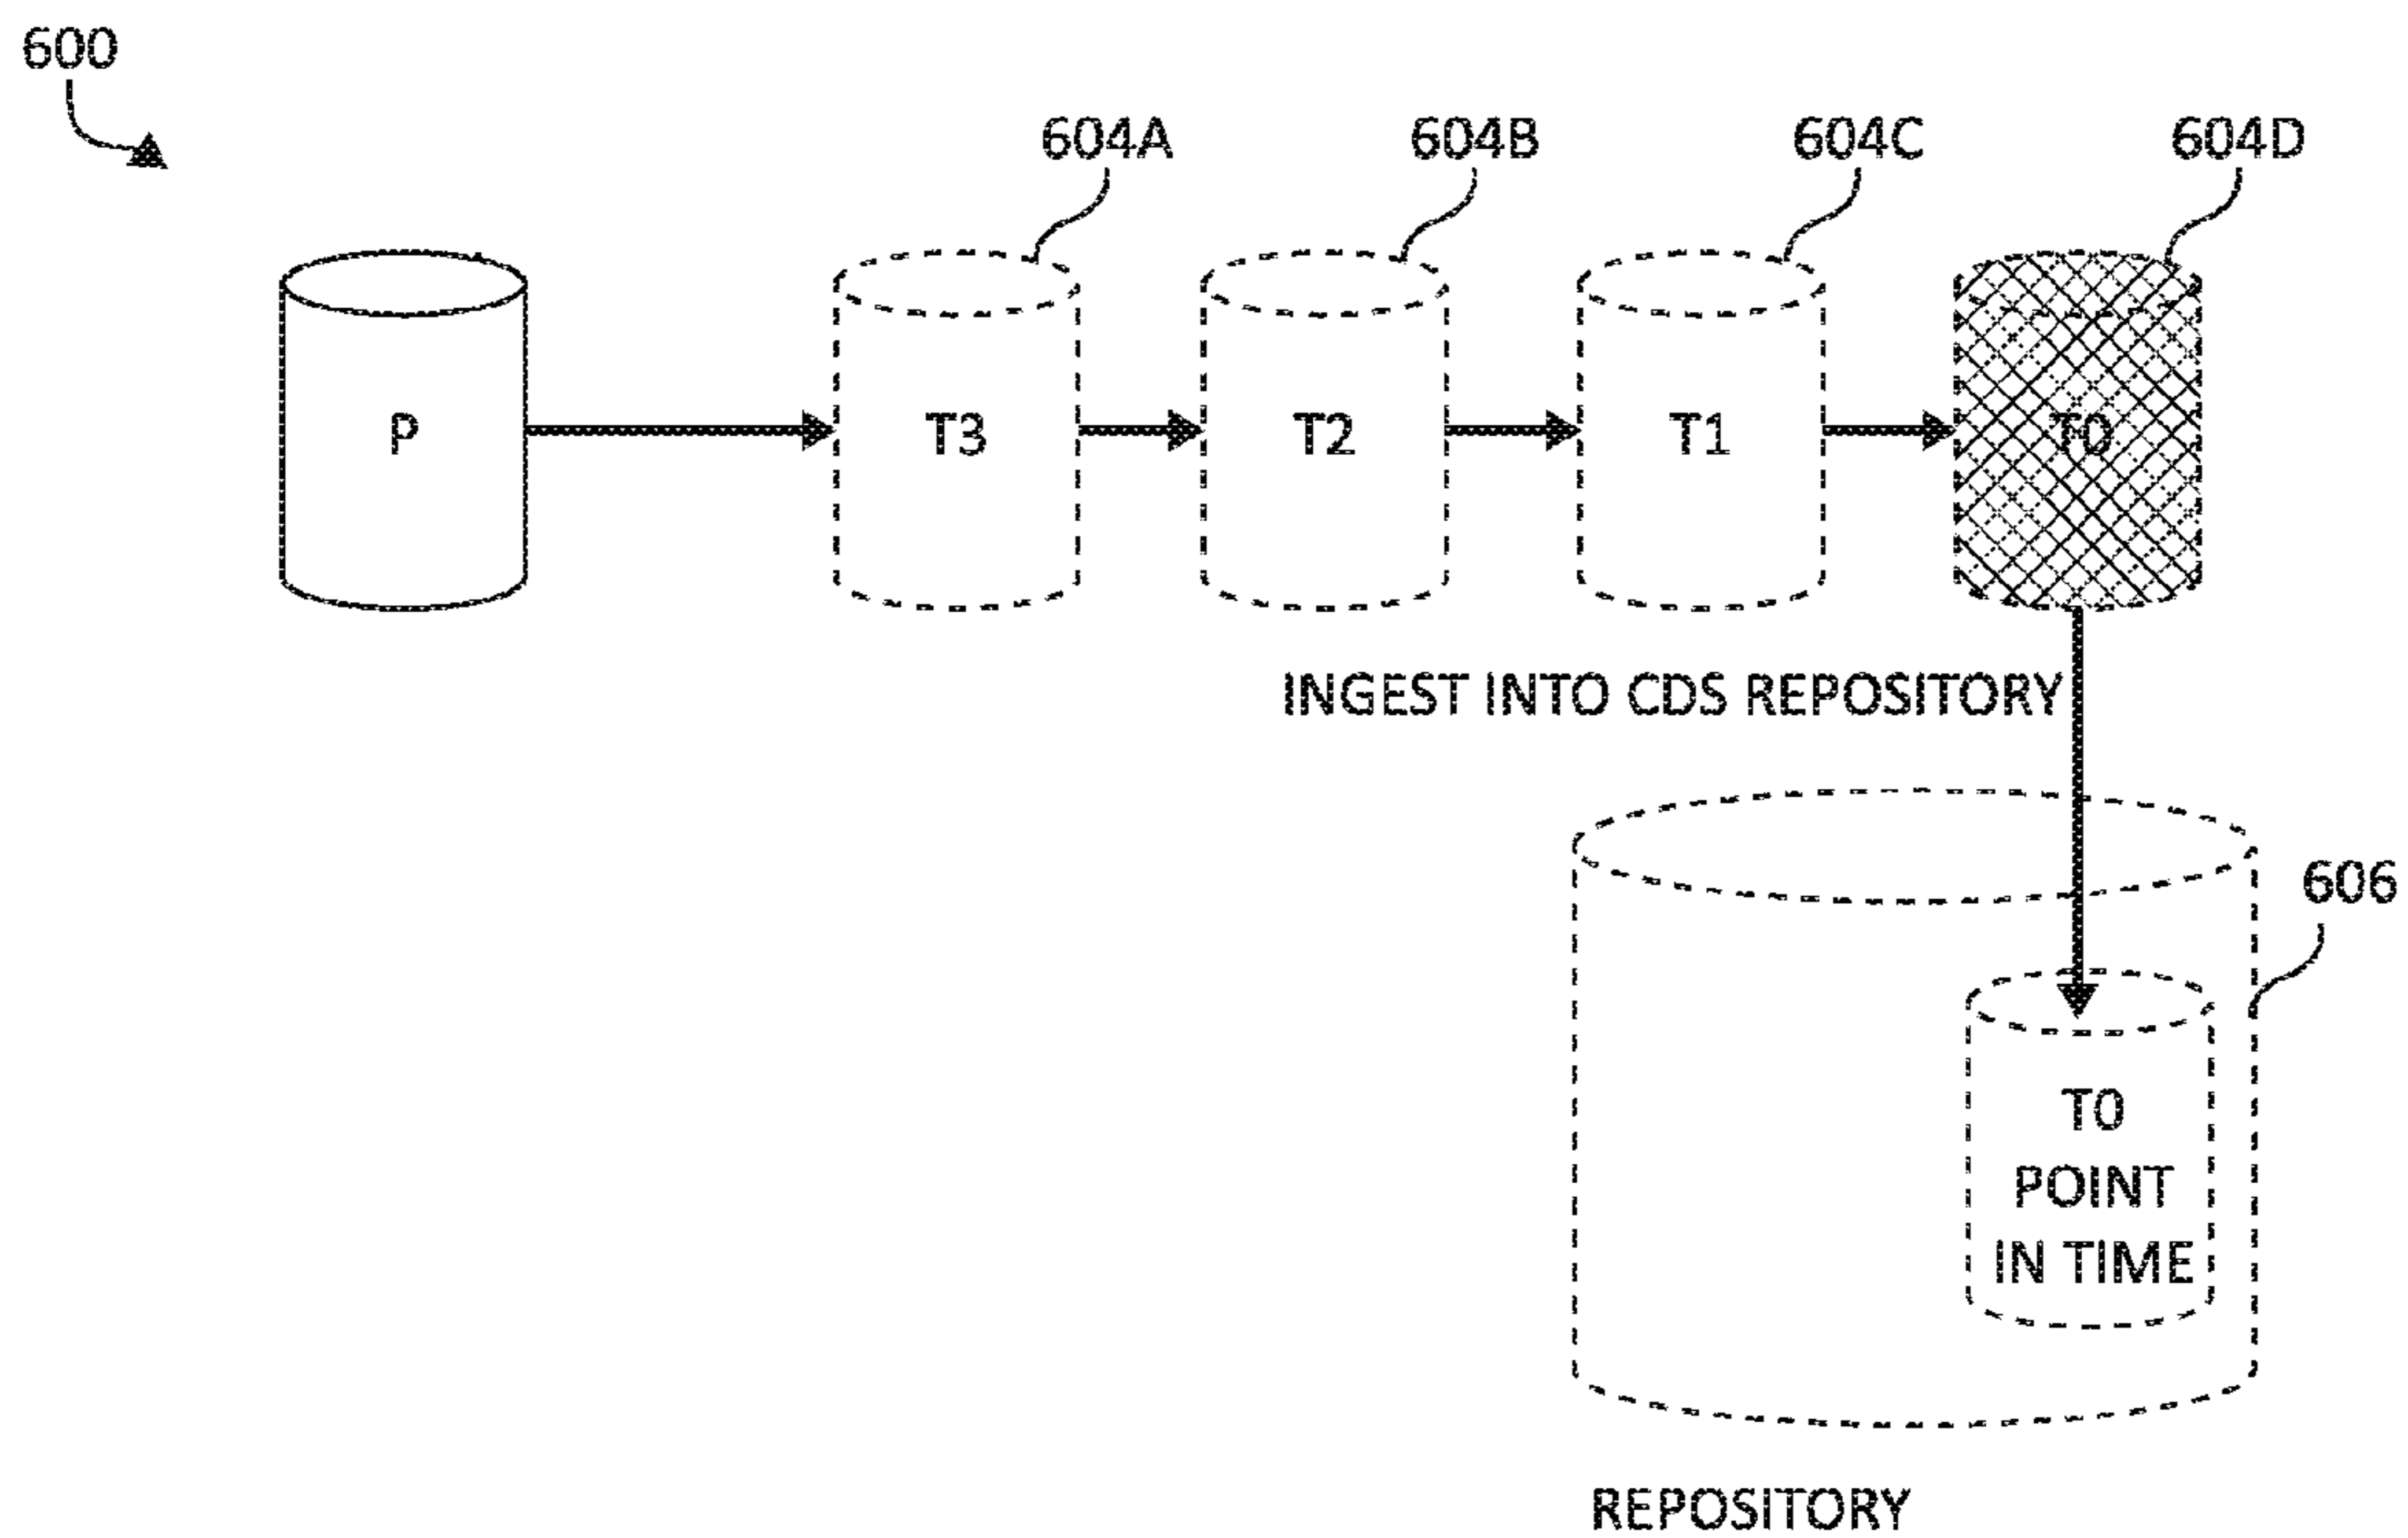 600
604A
604B
604C
604D
P
T3
T2
T1
T0
INGEST INTO CDS REPOSITORY
606
T0
POINT
IN TIME
REPOSITORY